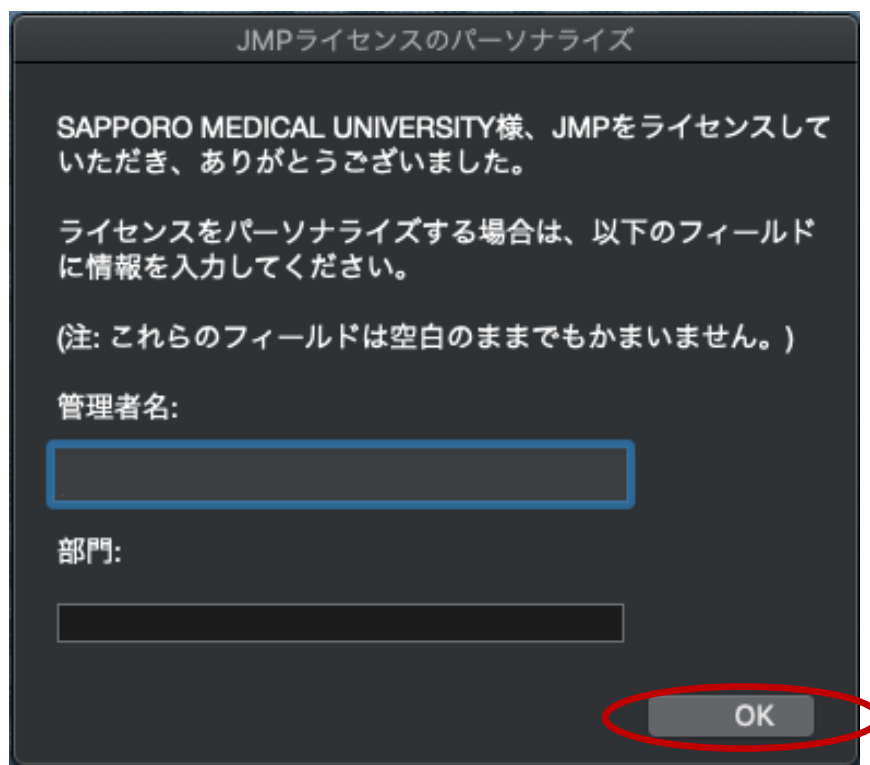 JMPライセンスのパーソナライズ
SAPPORO MEDICAL UNIVERSITY様、JMPをライセンスして
いただき、ありがとうございました。
ライセンスをパーソナライズする場合は、以下のフィールド
に情報を入力してください。
(注: これらのフィールドは空白のままでもかまいません。)
管理者名:
部門:
OK